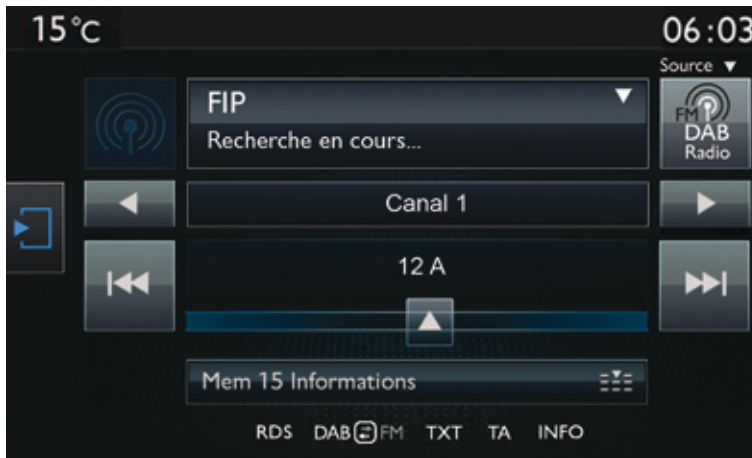 15°C
06:03
Source
FIP
Recherche en cours...
FM
DAB
Radio
Canal 1
12 A
Mem 15 Informations
RDS DAB FM TXT TA INFO